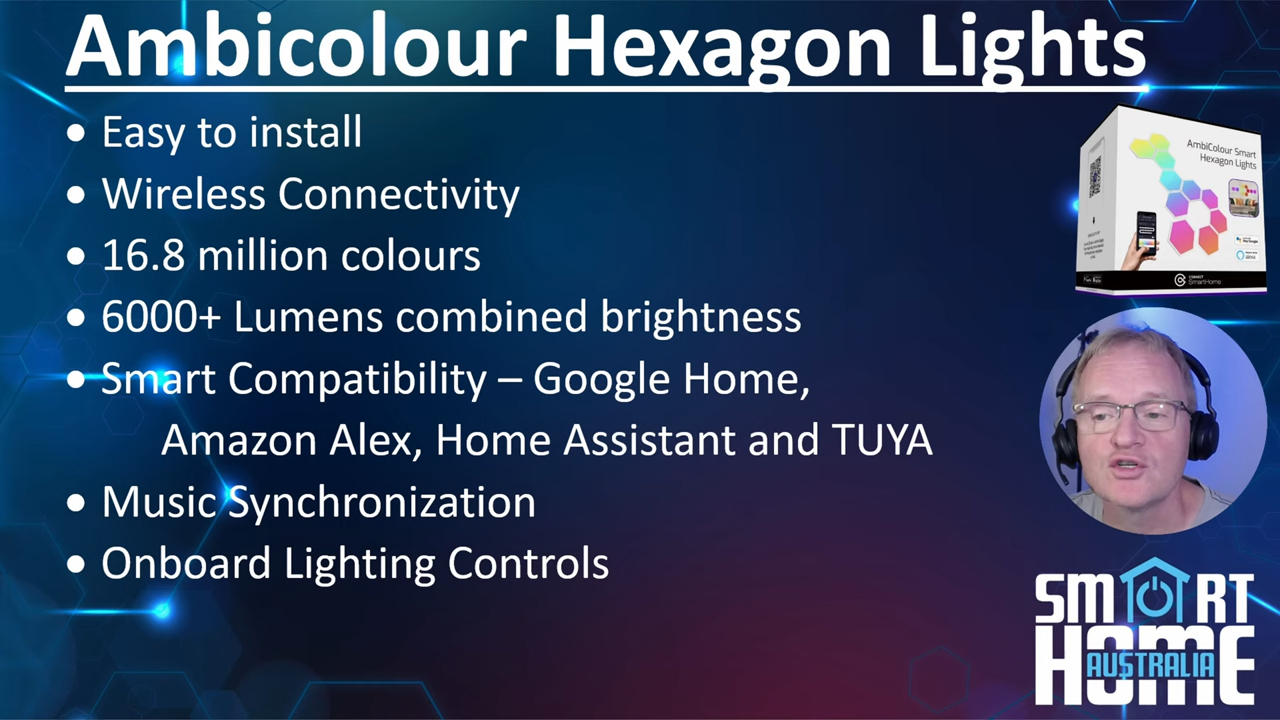 Ambicolour Hexagon Lights
• Easy to install
• Wireless Connectivity
• 16.8 million colours
• 6000+ Lumens combined brightness
• Smart Compatibility – Google Home,
Amazon Alex, Home Assistant and TUYA
• Music Synchronization
• Onboard Lighting Controls
AmbiColour Smart
Hexagon Lights
CONNECT
SmartHome
SMART
HOME
AUSTRALIA